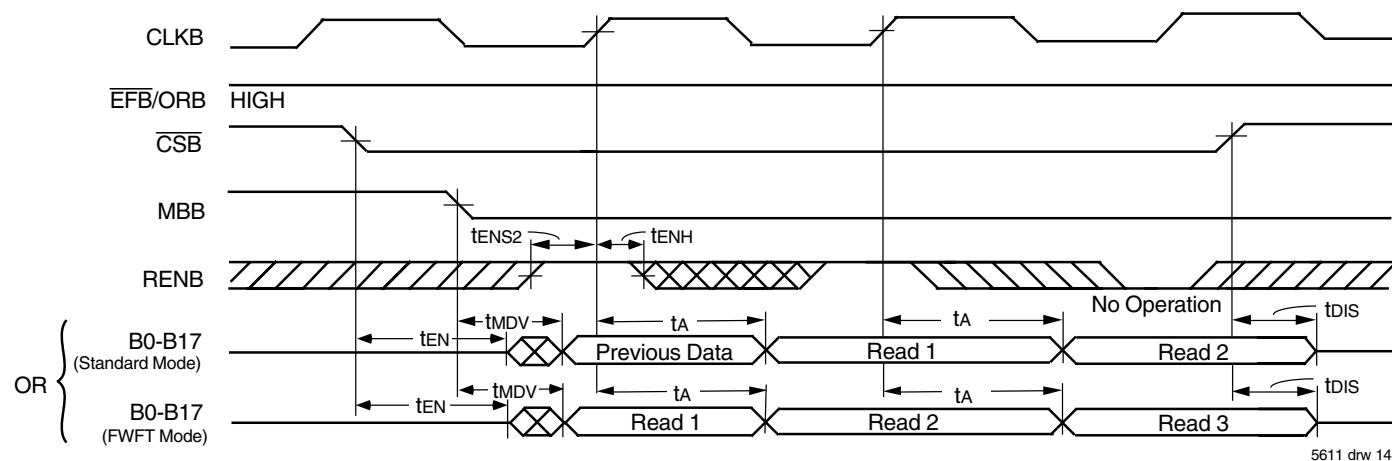 CLKB
EFB/ORB HIGH
CSB
MBB
tENS2 tENH
RENB
No Operation
tEN tMDV tA tA tDIS
B0-B17
(Standard Mode)
Previous Data Read 1 Read 2
OR
tEN tMDV tA tA tDIS
B0-B17
(FWFT Mode)
Read 1 Read 2 Read 3
5611 drw 14